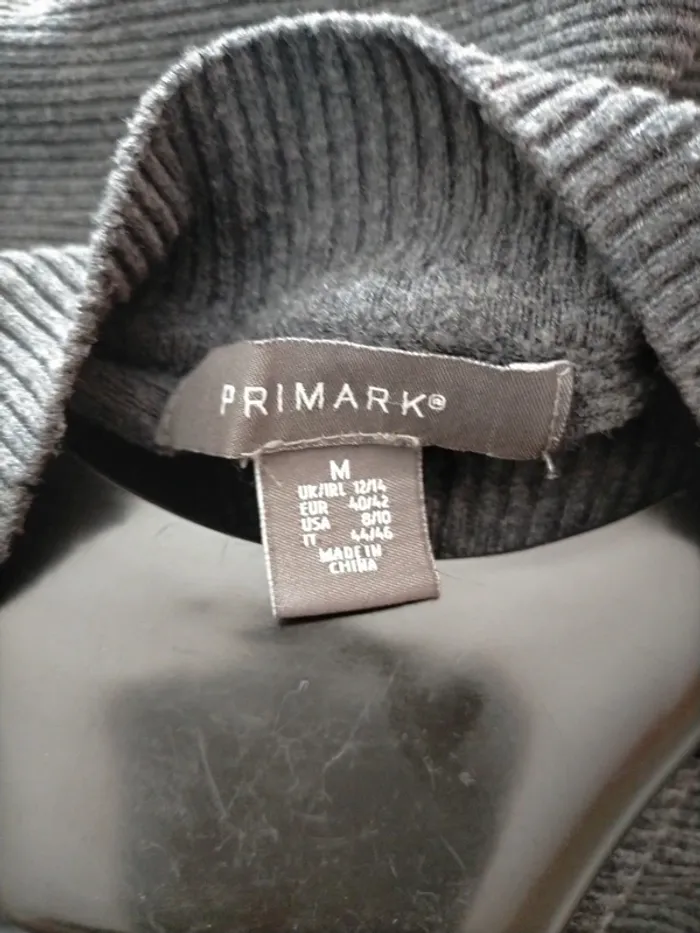 PRIMARK®
M
UK/IRL 12/14
EUR 40/42
USA 8/10
IT 44/46
MADE IN
CHINA